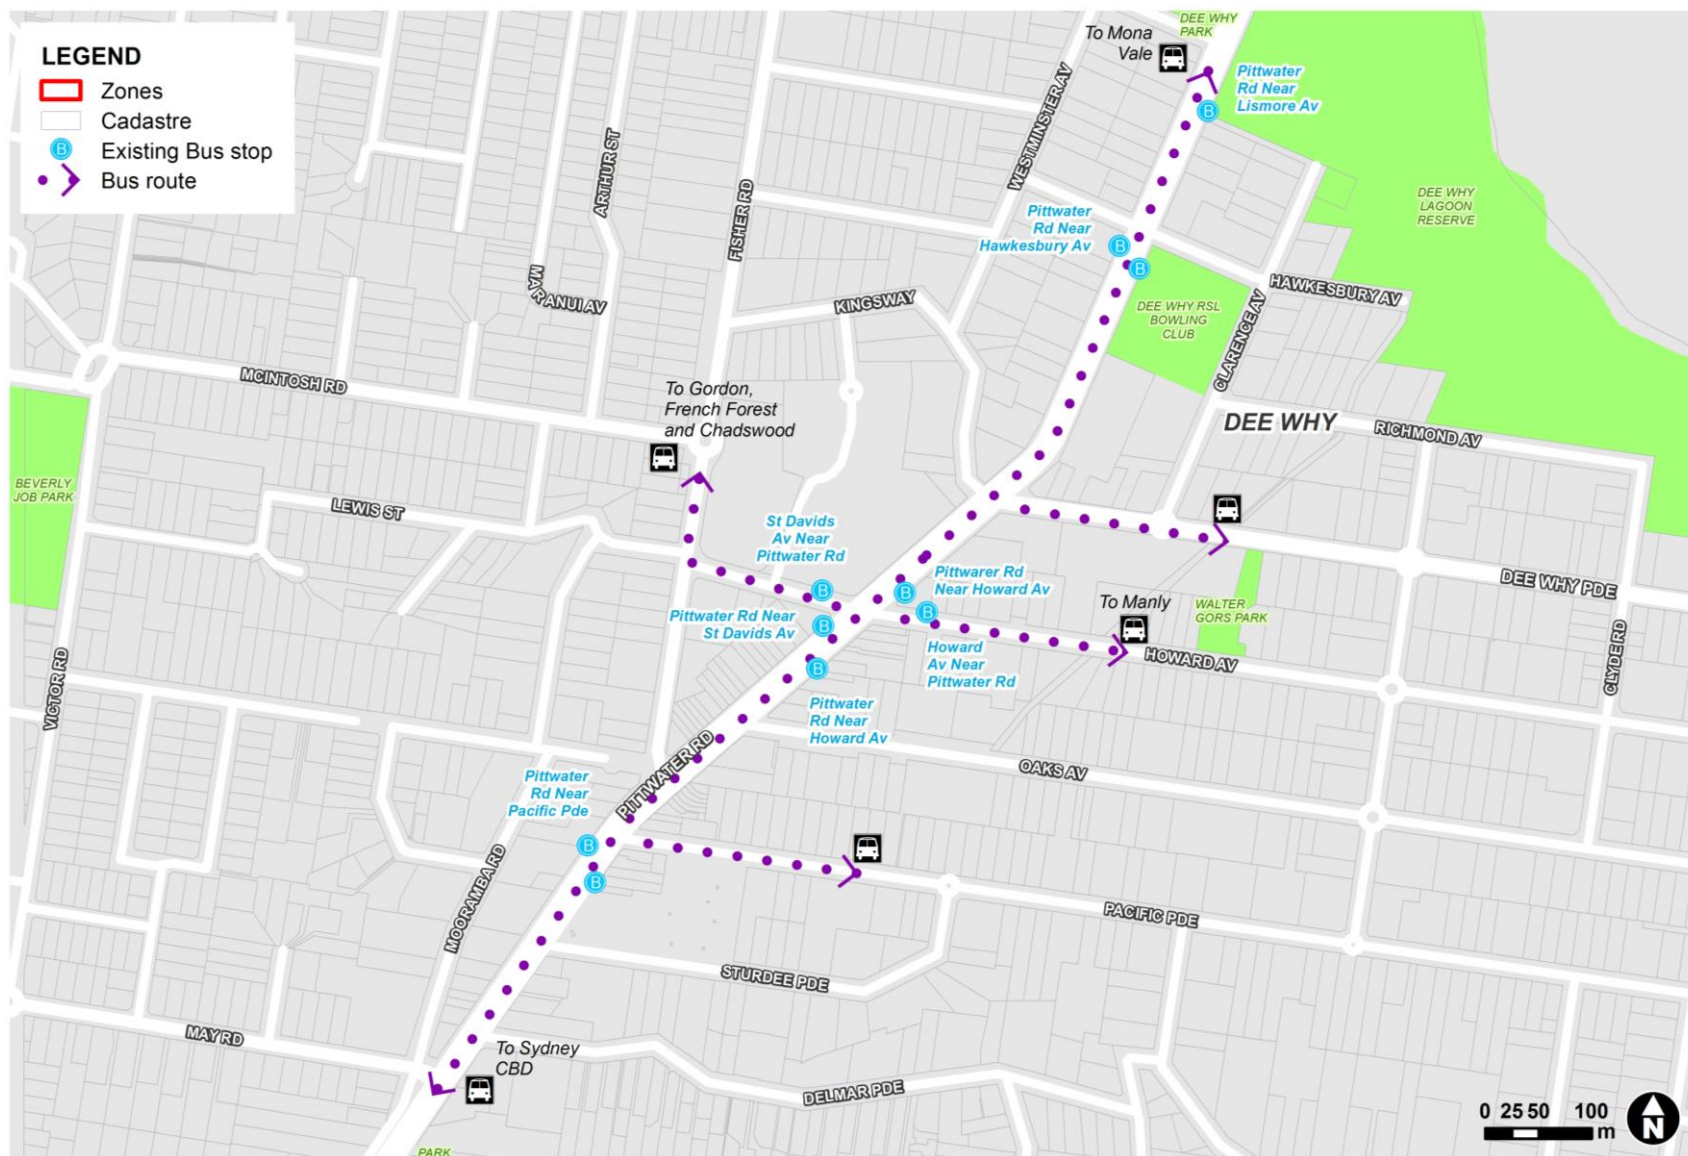 LEGEND
Zones
Cadastre
B Existing Bus stop
Bus route
DEE WHY
PARK
To Mona
Vale
Pittwater
Rd Near
Lismore Av
B
WESTMINSTER AV
ARTHUR ST
FISHER RD
DEE WHY
LAGOON
RESERVE
Pittwater
Rd Near
Hawkesbury Av
B
B
HAWKESBURY AV
MARANUI AV
KINGSWAY
DEE WHY RSL
BOWLING
CLUB
CLARENCE AV
MCINTOSH RD
To Gordon,
French Forest
and Chadswood
DEE WHY
RICHMOND AV
BEVERLY
JOB PARK
LEWIS ST
St Davids
Av Near
Pittwater Rd
B
Pittwarer Rd
Near Howard Av
B
DEE WHY PDE
To Manly
WALTER
GORS PARK
Pittwater Rd Near
St Davids Av
B
B
Howard
Av Near
Pittwater Rd
HOWARD AV
CLYDE RD
VICTOR RD
B
Pittwater
Rd Near
Howard Av
PITTWATER RD
OAKS AV
Pittwater
Rd Near
Pacific Pde
B
B
MOORAMBA RD
PACIFIC PDE
STURDEE PDE
MAY RD
To Sydney
CBD
DELMAR PDE
PARK
0 25 50 100
m
N